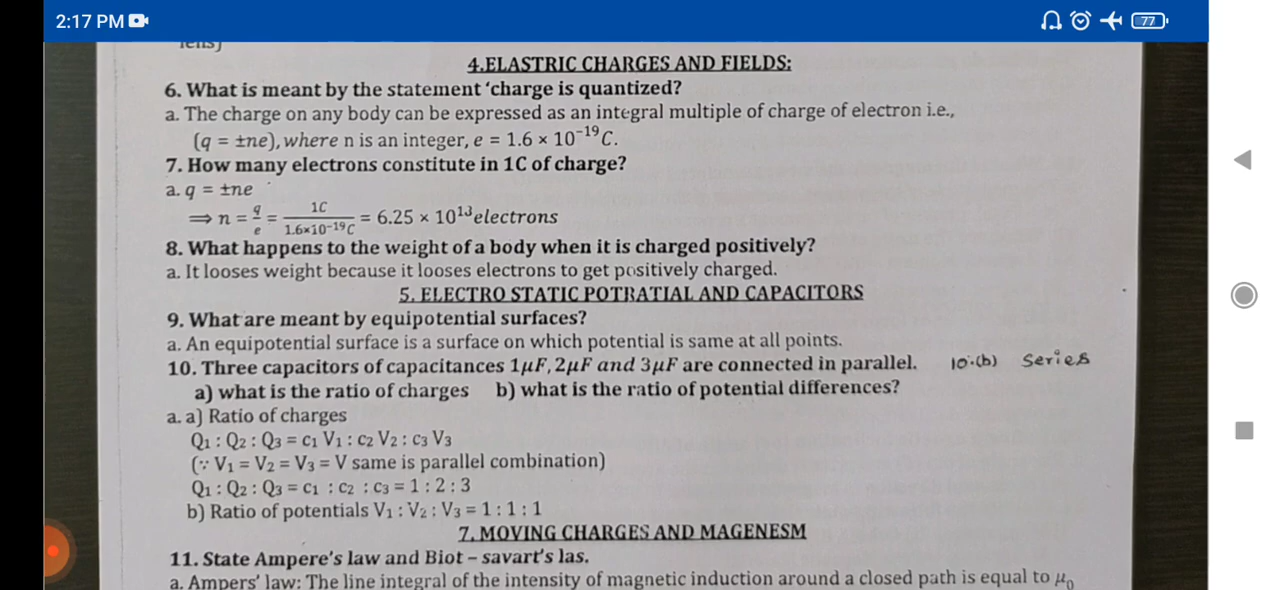 2:17 PM
77
4.ELASTRIC CHARGES AND FIELDS:
6. What is meant by the statement ‘charge is quantized?
a. The charge on any body can be expressed as an integral multiple of charge of electron i.e.,
(q = ±ne), where n is an integer, e = 1.6 × 10⁻¹⁹C.
7. How many electrons constitute in 1C of charge?
a. q = ±ne
⟹ n = q/e = 1C/1.6×10⁻¹⁹C = 6.25 × 10¹⁸electrons
8. What happens to the weight of a body when it is charged positively?
a. It looses weight because it looses electrons to get positively charged.
5. ELECTRO STATIC POTRATIAL AND CAPACITORS
9. What are meant by equipotential surfaces?
a. An equipotential surface is a surface on which potential is same at all points.
10. Three capacitors of capacitances 1μF, 2μF and 3μF are connected in parallel. 10.(b) Series
a) what is the ratio of charges b) what is the ratio of potential differences?
a. a) Ratio of charges
Q₁ : Q₂ : Q₃ = c₁ V₁ : c₂ V₂ : c₃ V₃
(∵ V₁ = V₂ = V₃ = V same is parallel combination)
Q₁ : Q₂ : Q₃ = c₁ : c₂ : c₃ = 1 : 2 : 3
b) Ratio of potentials V₁ : V₂ : V₃ = 1 : 1 : 1
7. MOVING CHARGES AND MAGENESM
11. State Ampere's law and Biot – savart's las.
a. Ampers' law: The line integral of the intensity of magnetic induction around a closed path is equal to μ₀